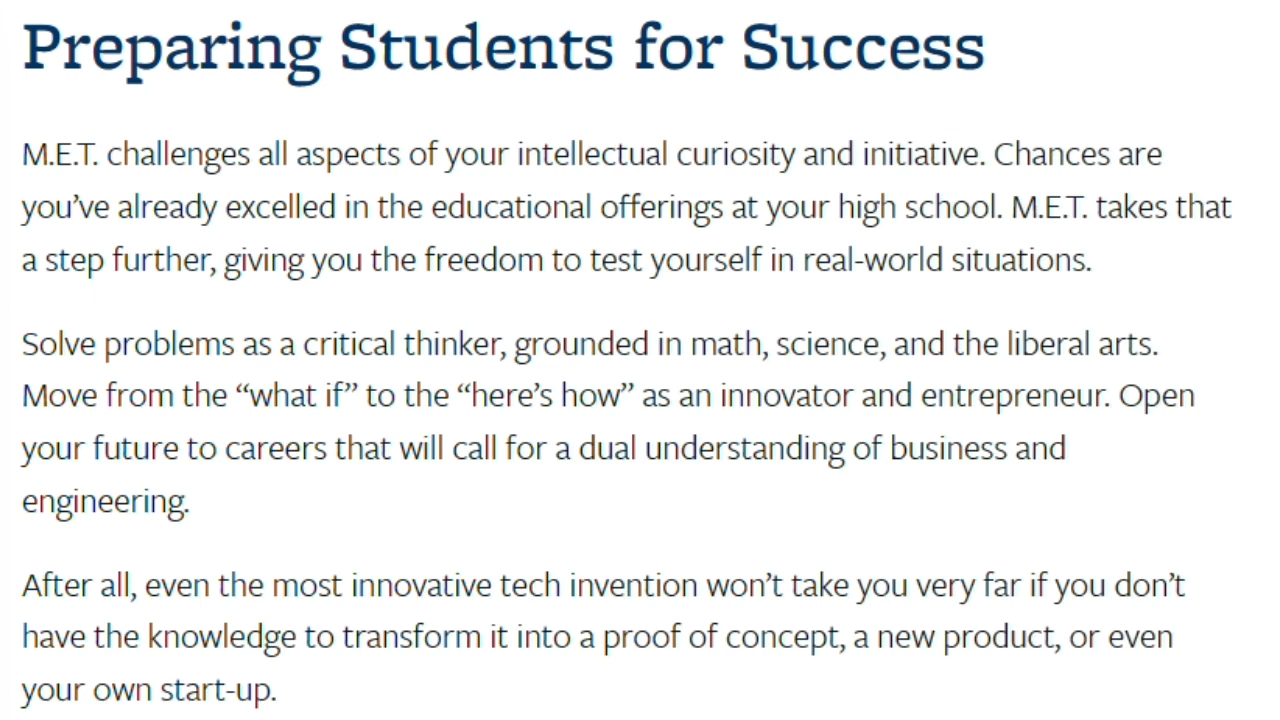 Preparing Students for Success
M.E.T. challenges all aspects of your intellectual curiosity and initiative. Chances are
you’ve already excelled in the educational offerings at your high school. M.E.T. takes that
a step further, giving you the freedom to test yourself in real-world situations.
Solve problems as a critical thinker, grounded in math, science, and the liberal arts.
Move from the “what if” to the “here’s how” as an innovator and entrepreneur. Open
your future to careers that will call for a dual understanding of business and
engineering.
After all, even the most innovative tech invention won’t take you very far if you don’t
have the knowledge to transform it into a proof of concept, a new product, or even
your own start-up.